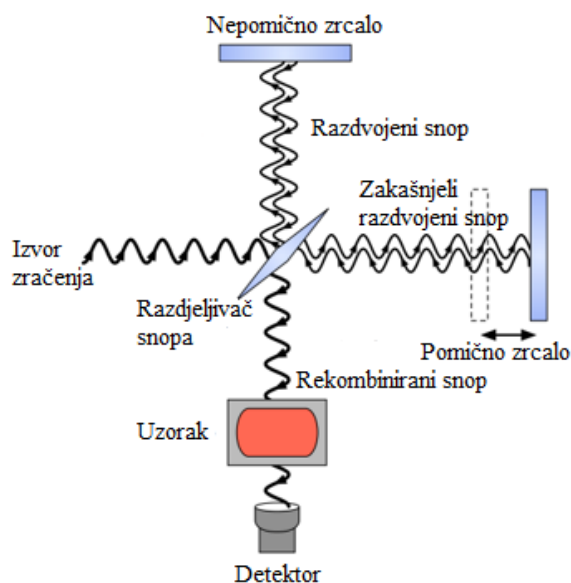 Nepomično zrcalo
Razdvojeni snop
Zakašnjeli
razdvojeni snop
Izvor
zračenja
Razdjeljivač
snopa
Pomično zrcalo
Rekombinirani snop
Uzorak
Detektor